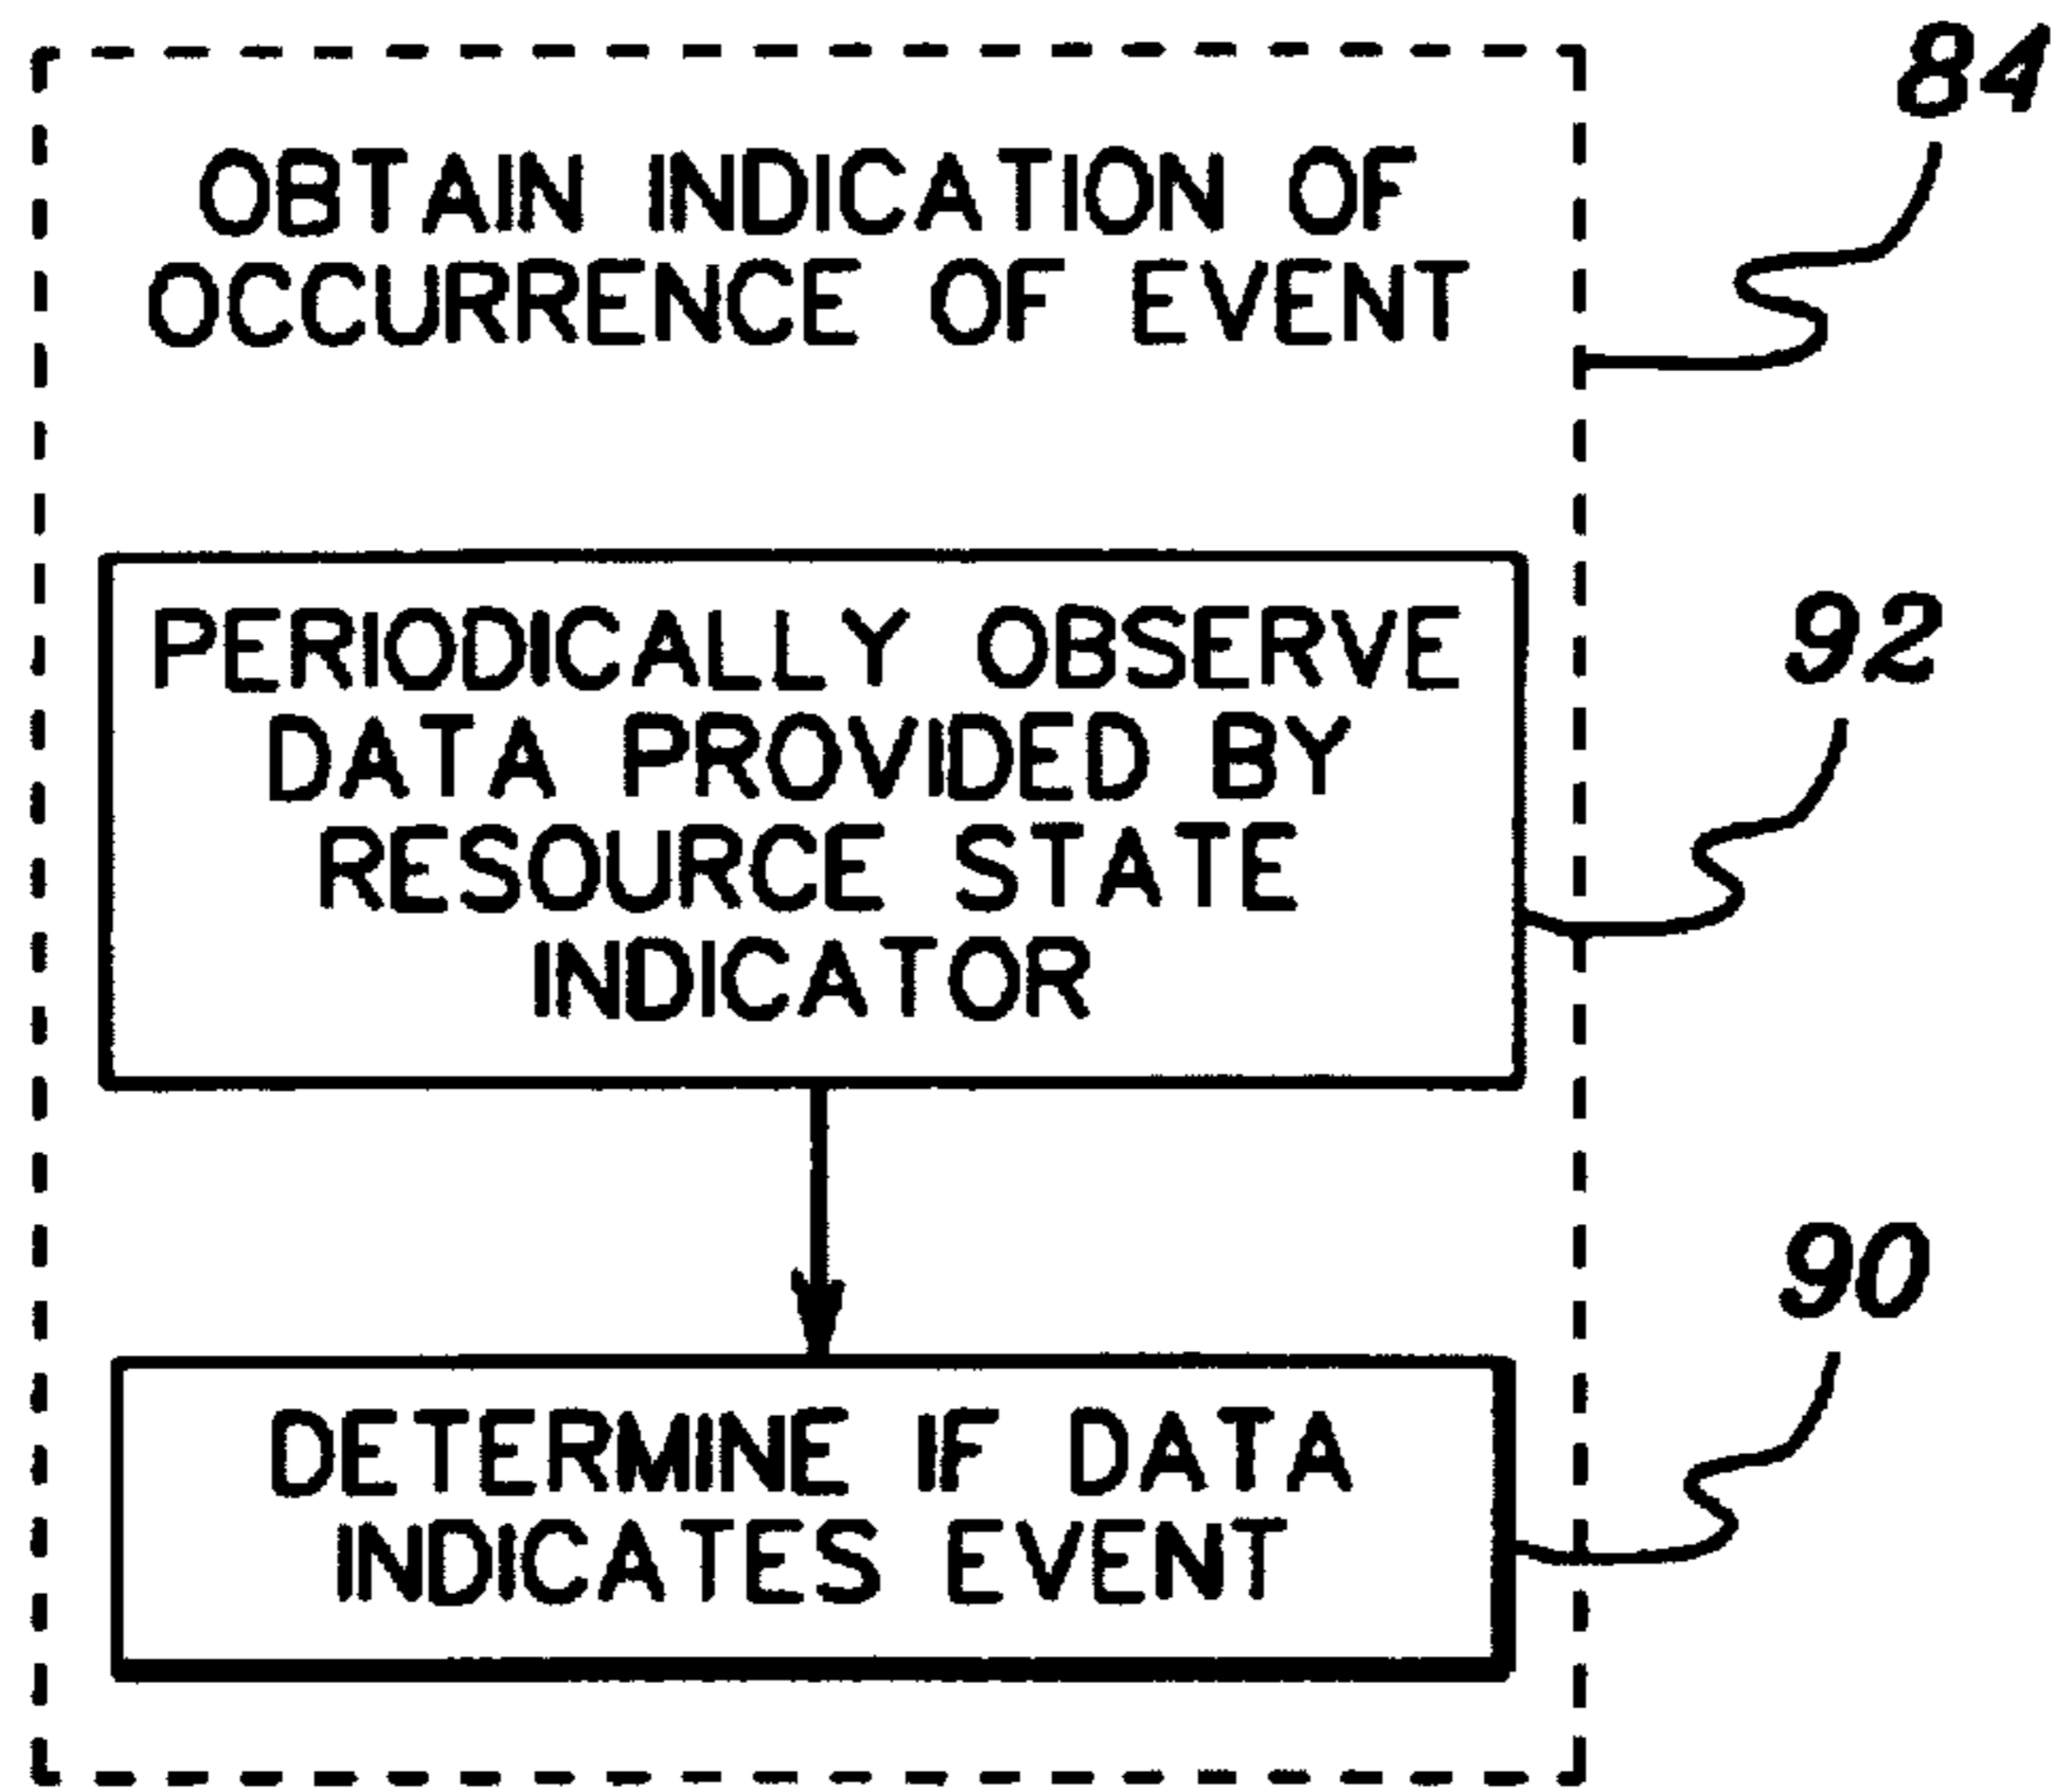 84
OBTAIN INDICATION OF
OCCURRENCE OF EVENT
92
PERIODICALLY OBSERVE
DATA PROVIDED BY
RESOURCE STATE
INDICATOR
90
DETERMINE IF DATA
INDICATES EVENT